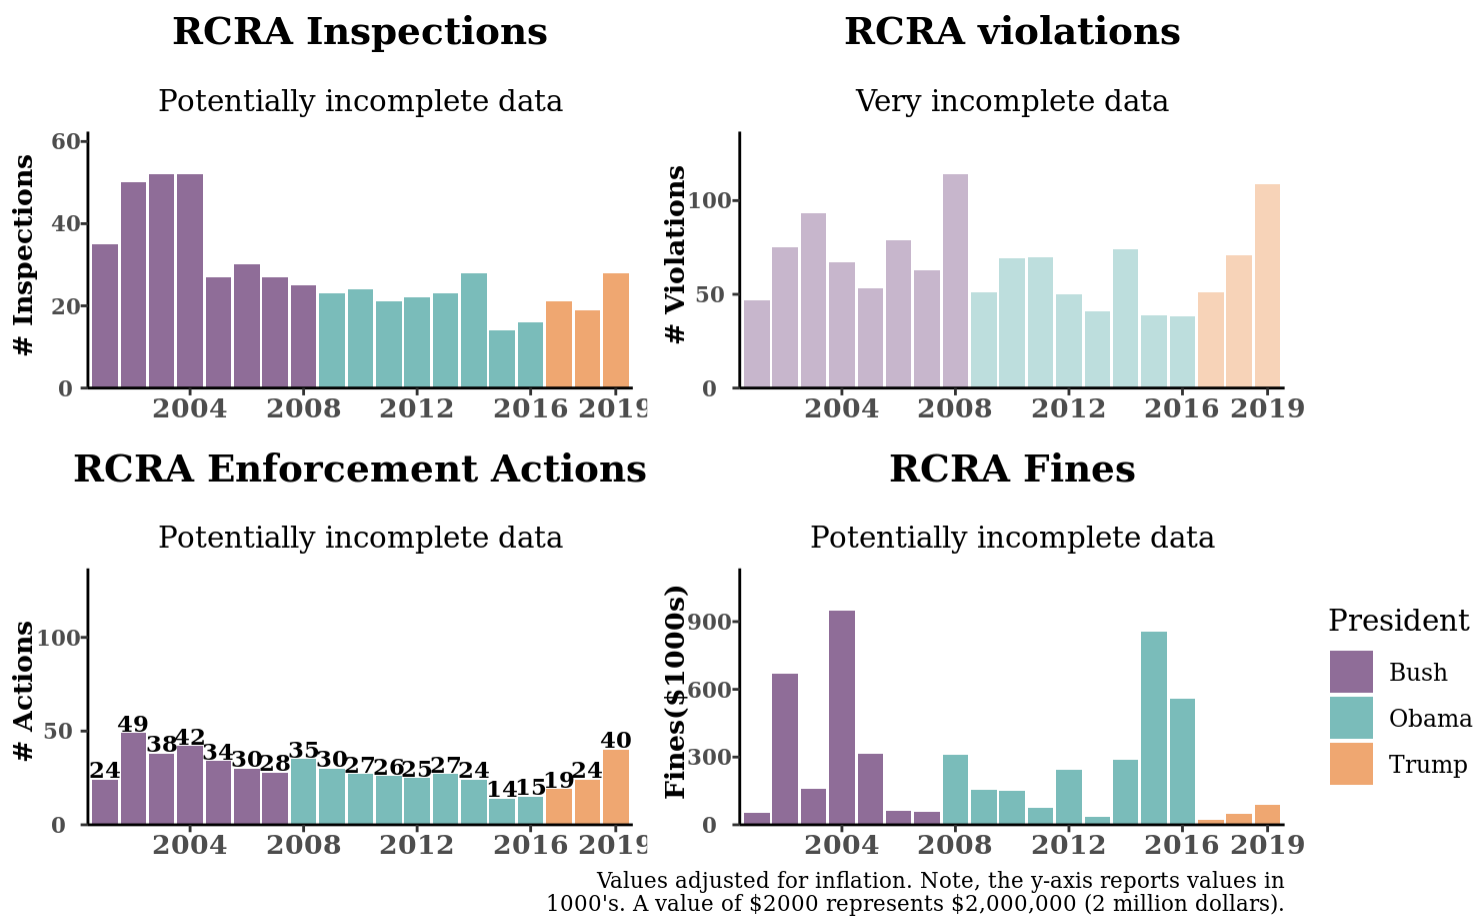 RCRA Inspections
Potentially incomplete data
# Inspections
60
40
20
0
2004 2008 2012 2016 2019
RCRA violations
Very incomplete data
# Violations
100
50
0
2004 2008 2012 2016 2019
RCRA Enforcement Actions
Potentially incomplete data
# Actions
100
50
0
24 49 38 42 34 30 28 35 30 27 26 25 27 24 14 15 19 24 40
2004 2008 2012 2016 2019
RCRA Fines
Potentially incomplete data
Fines($1000s)
900
600
300
0
2004 2008 2012 2016 2019
President
Bush
Obama
Trump
Values adjusted for inflation. Note, the y-axis reports values in
1000's. A value of $2000 represents $2,000,000 (2 million dollars).